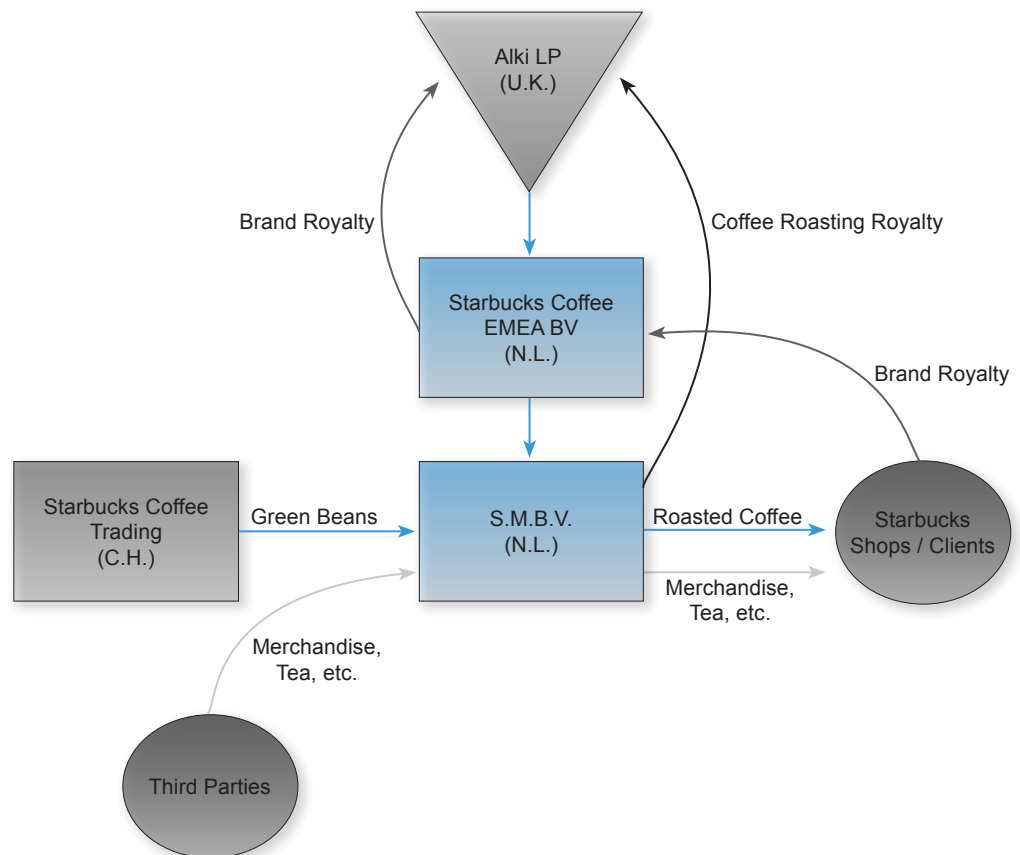 Alki LP
(U.K.)
Brand Royalty
Coffee Roasting Royalty
Starbucks Coffee
EMEA BV
(N.L.)
Brand Royalty
Starbucks Coffee
Trading
(C.H.)
Green Beans
S.M.B.V.
(N.L.)
Roasted Coffee
Starbucks
Shops / Clients
Merchandise,
Tea, etc.
Merchandise,
Tea, etc.
Third Parties